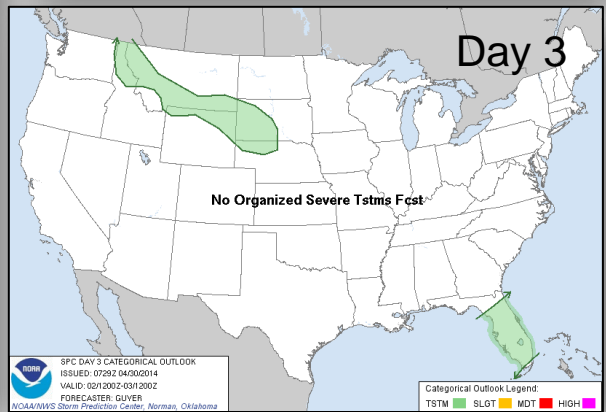 Day 3
No Organized Severe Tstms Fcst
NOAA
SPC DAY 3 CATEGORICAL OUTLOOK
ISSUED: 0729Z 04/30/2014
VALID: 02/1200Z-03/1200Z
FORECASTER: GUYER
NOAA/NWS Storm Prediction Center, Norman, Oklahoma
Categorical Outlook Legend:
TSTM SLGT MDT HIGH